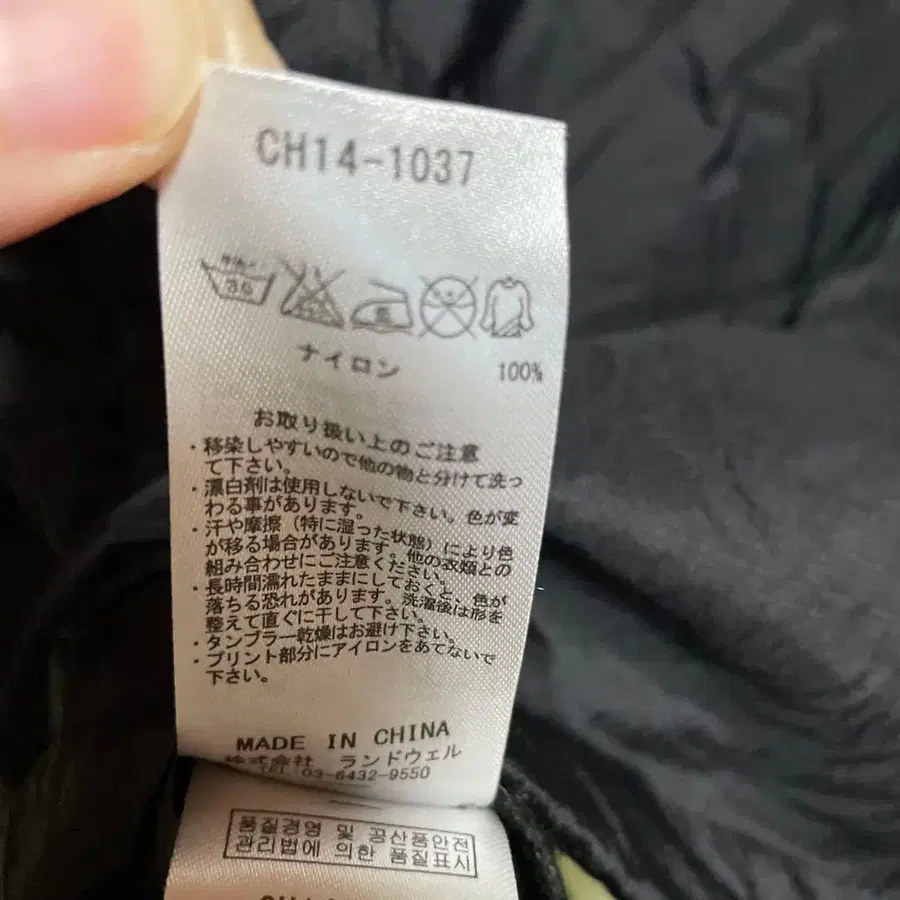 CH14-1037
30
ナイロン 100%
お取り扱い上のご注意
・移染しやすいので他の物と分けて洗っ
て下さい。
・漂白剤は使用しないで下さい。色が変
わる事があります。
・汗や摩擦（特に湿った状態）により色
が移る場合があります。他の衣類との
組み合わせにご注意ください。
・長時間濡れたままにしておくと、色が
落ちる恐れがあります。洗濯後は形を
整えて直ぐに干して下さい。
・タンブラー乾燥はお避け下さい。
・プリント部分にアイロンをあてないで
下さい。
MADE IN CHINA
株式会社 ランドウェル
TEL 03-6432-9550
품질경영 및 공산품안전
관리법에 의한 품질표시